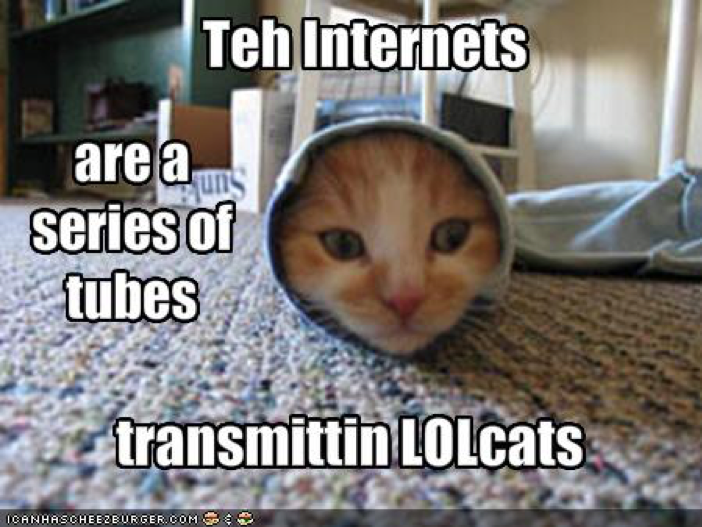 Teh Internets
are a
series of
tubes
transmittin LOLcats
ICANHASCHEEZBURGER.COM